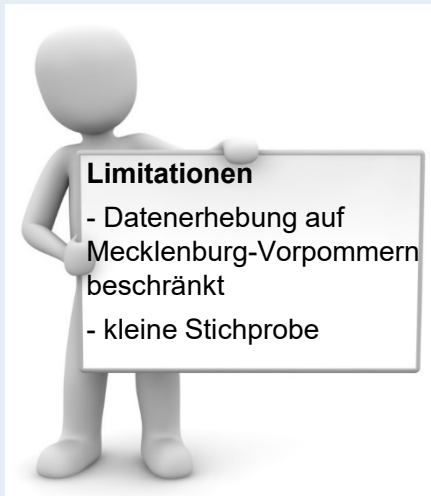 Limitationen
- Datenerhebung auf
Mecklenburg-Vorpommern
beschränkt
- kleine Stichprobe